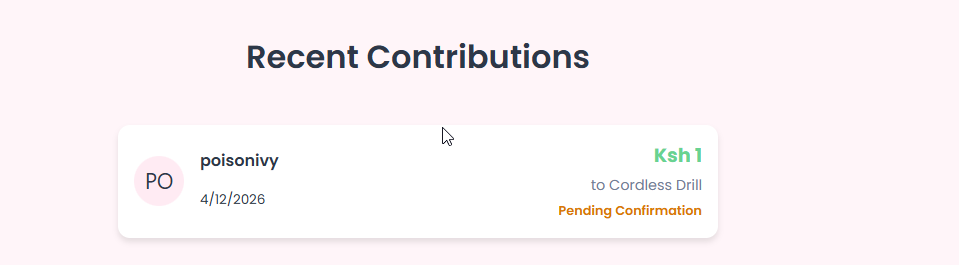 Recent Contributions
PO
poisonivy
4/12/2026
Ksh 1
to Cordless Drill
Pending Confirmation